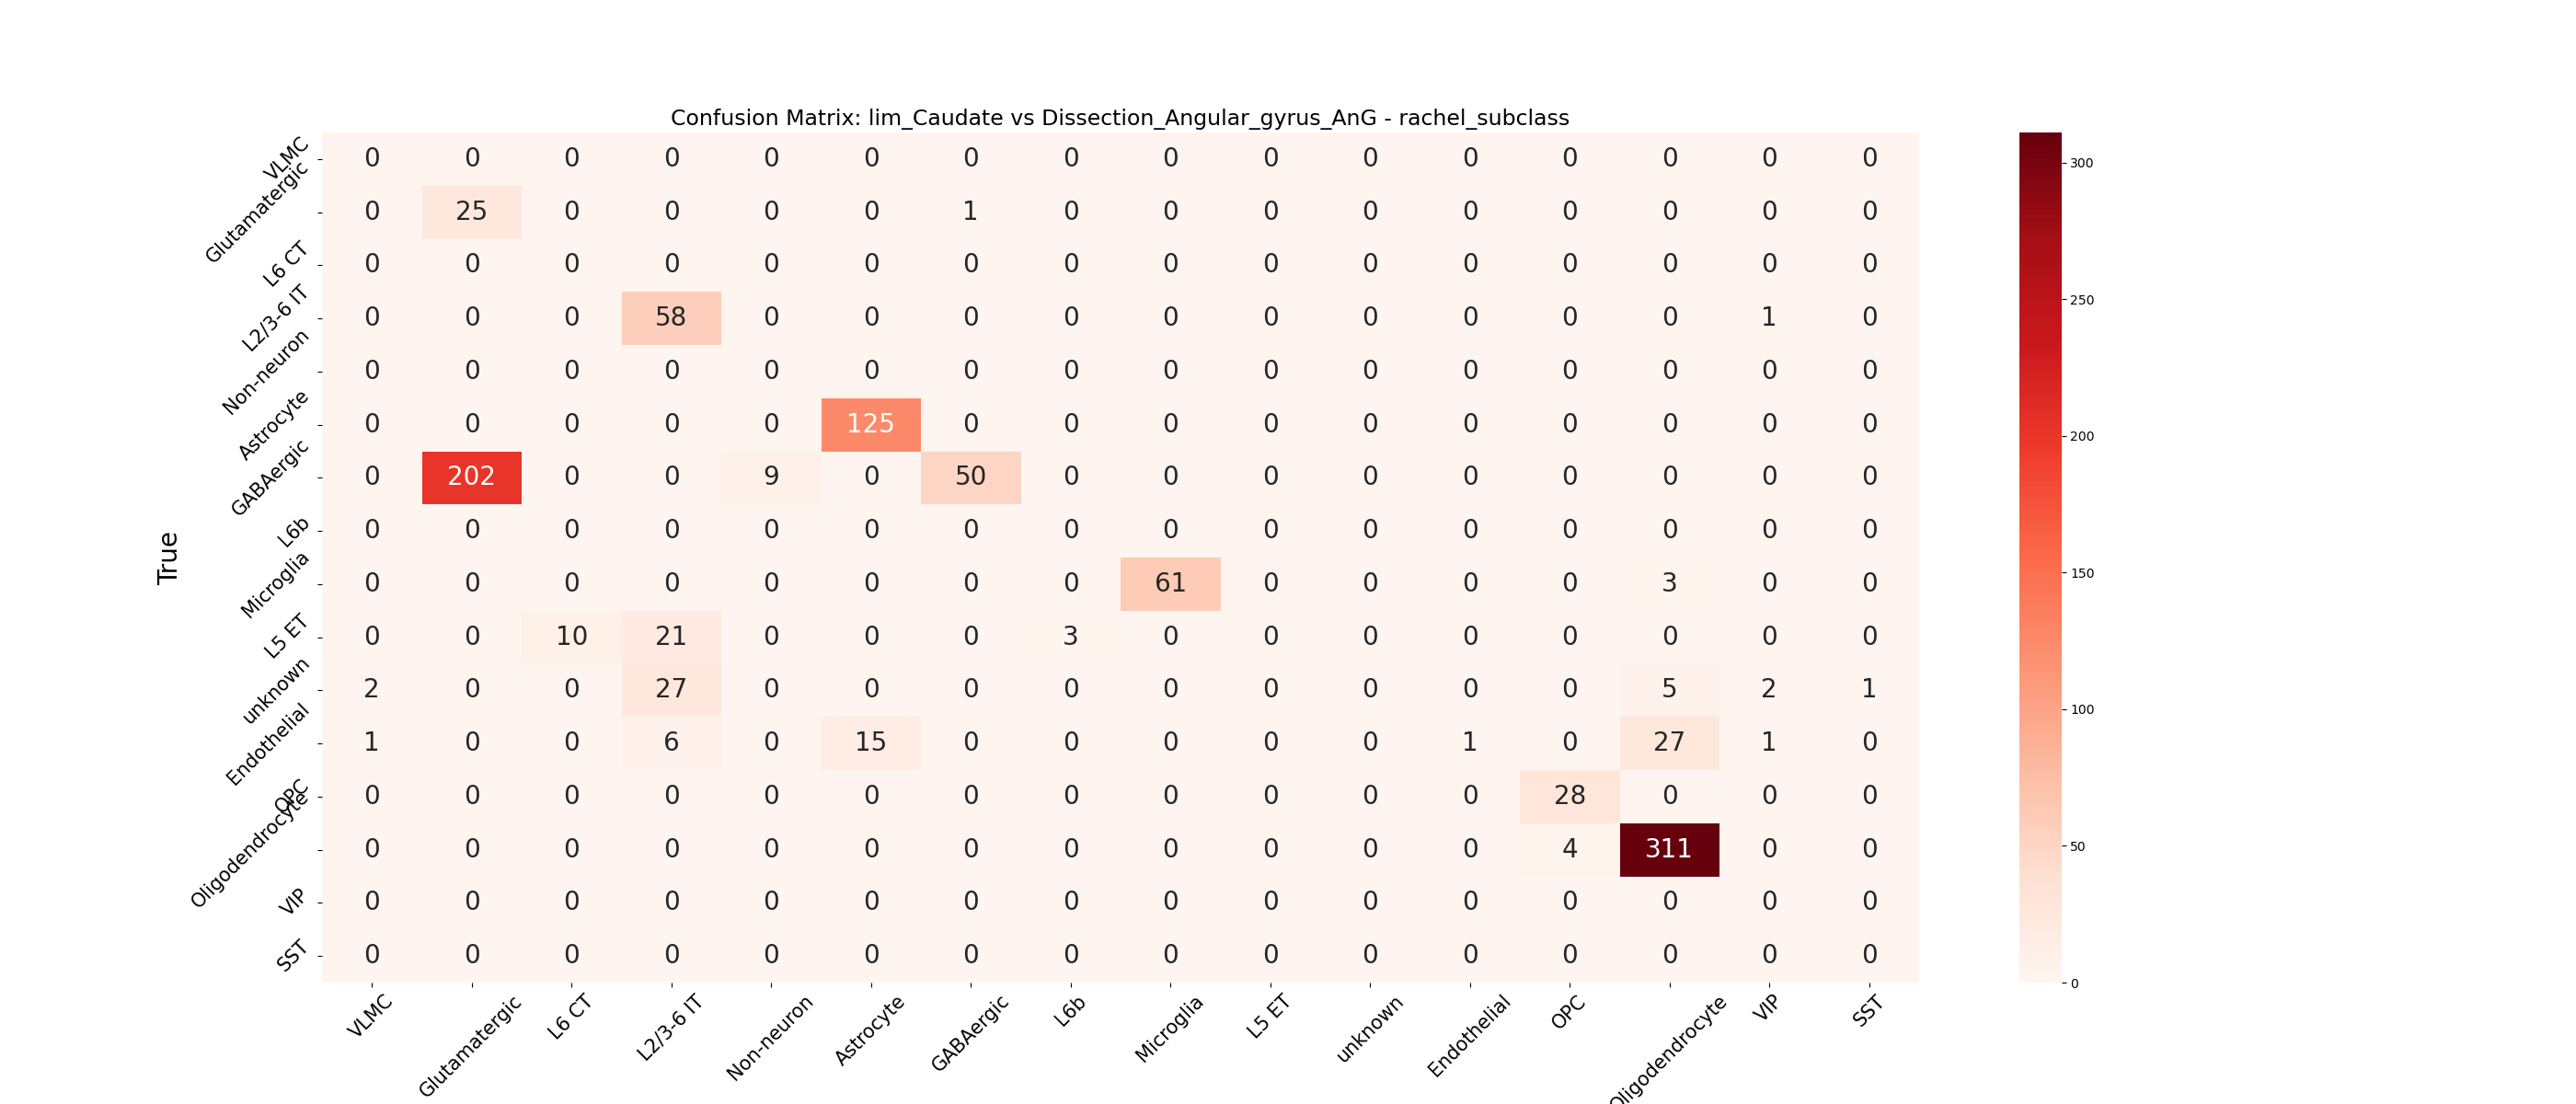 Confusion Matrix: lim_Caudate vs Dissection_Angular_gyrus_AnG - rachel_subclass
True
VLMC 0 0 0 0 0 0 0 0 0 0 0 0 0 0 0 0
Glutamatergic 0 25 0 0 0 0 1 0 0 0 0 0 0 0 0 0
L6 CT 0 0 0 0 0 0 0 0 0 0 0 0 0 0 0 0
L2/3-6 IT 0 0 0 58 0 0 0 0 0 0 0 0 0 0 1 0
Non-neuron 0 0 0 0 0 0 0 0 0 0 0 0 0 0 0 0
Astrocyte 0 0 0 0 0 125 0 0 0 0 0 0 0 0 0 0
GABAergic 0 202 0 0 9 0 50 0 0 0 0 0 0 0 0 0
L6b 0 0 0 0 0 0 0 0 0 0 0 0 0 0 0 0
Microglia 0 0 0 0 0 0 0 0 61 0 0 0 0 3 0 0
L5 ET 0 0 10 21 0 0 0 3 0 0 0 0 0 0 0 0
unknown 2 0 0 27 0 0 0 0 0 0 0 0 0 5 2 1
Endothelial 1 0 0 6 0 15 0 0 0 0 0 1 0 27 1 0
OPC 0 0 0 0 0 0 0 0 0 0 0 0 28 0 0 0
Oligodendrocyte 0 0 0 0 0 0 0 0 0 0 0 0 4 311 0 0
VIP 0 0 0 0 0 0 0 0 0 0 0 0 0 0 0 0
SST 0 0 0 0 0 0 0 0 0 0 0 0 0 0 0 0
VLMC Glutamatergic L6 CT L2/3-6 IT Non-neuron Astrocyte GABAergic L6b Microglia L5 ET unknown Endothelial OPC Oligodendrocyte VIP SST
300
250
200
150
100
50
0